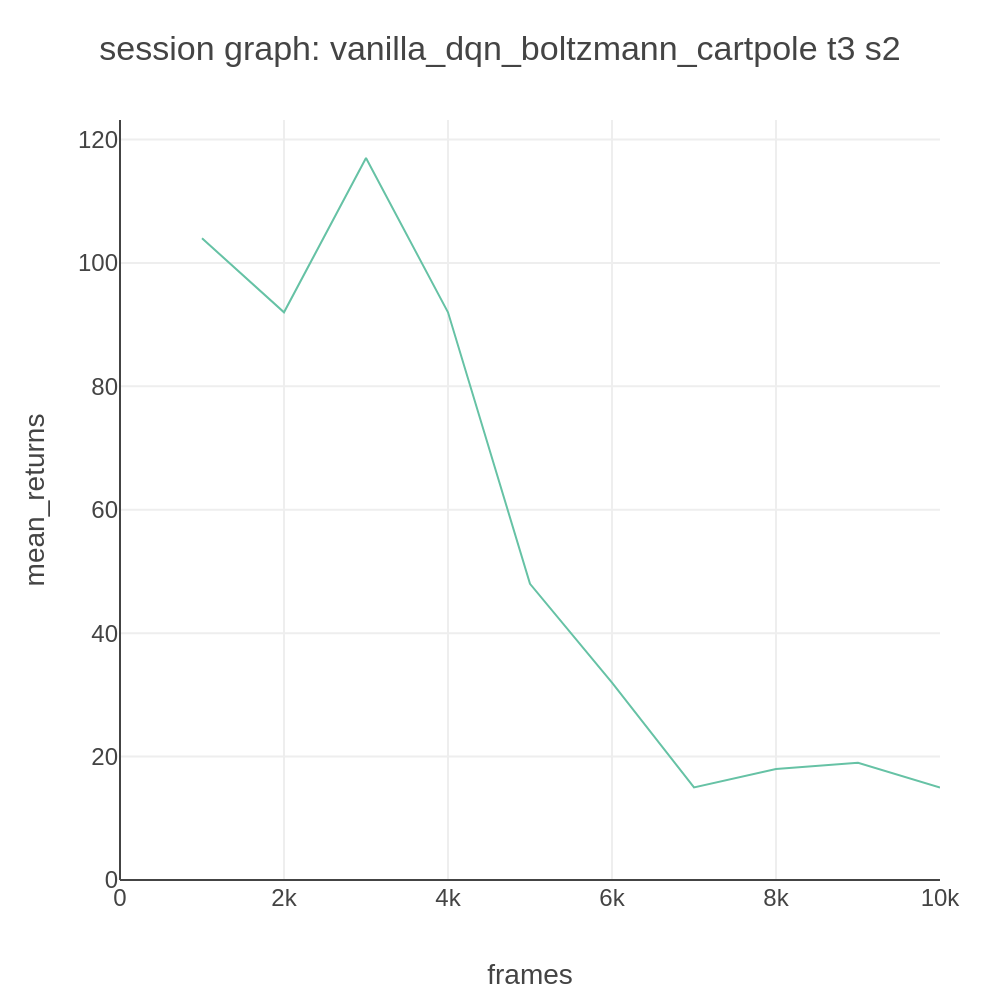 session graph: vanilla_dqn_boltzmann_cartpole t3 s2
120
100
80
60
40
20
0
mean_returns
0 2k 4k 6k 8k 10k
frames